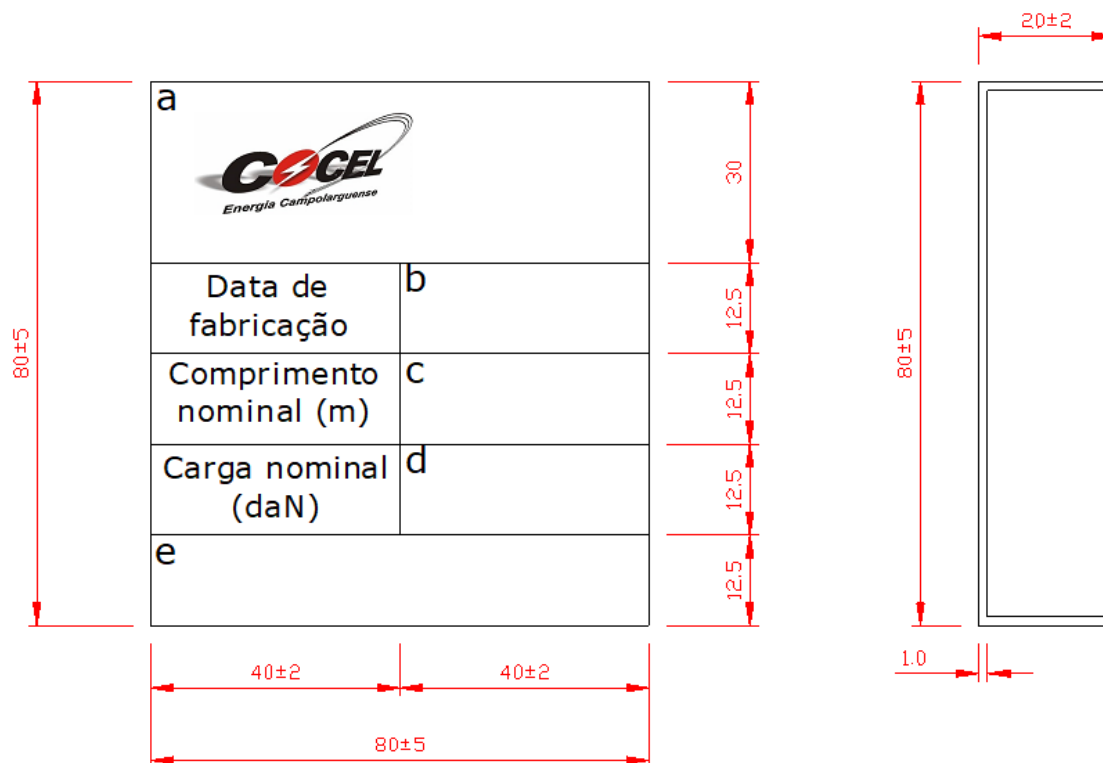 20±2
a
COCEL
Energia Campolarguense
30
Data de
fabricação
b
12.5
80±5
80±5
Comprimento
nominal (m)
c
12.5
Carga nominal
(daN)
d
12.5
e
12.5
40±2
40±2
1.0
80±5